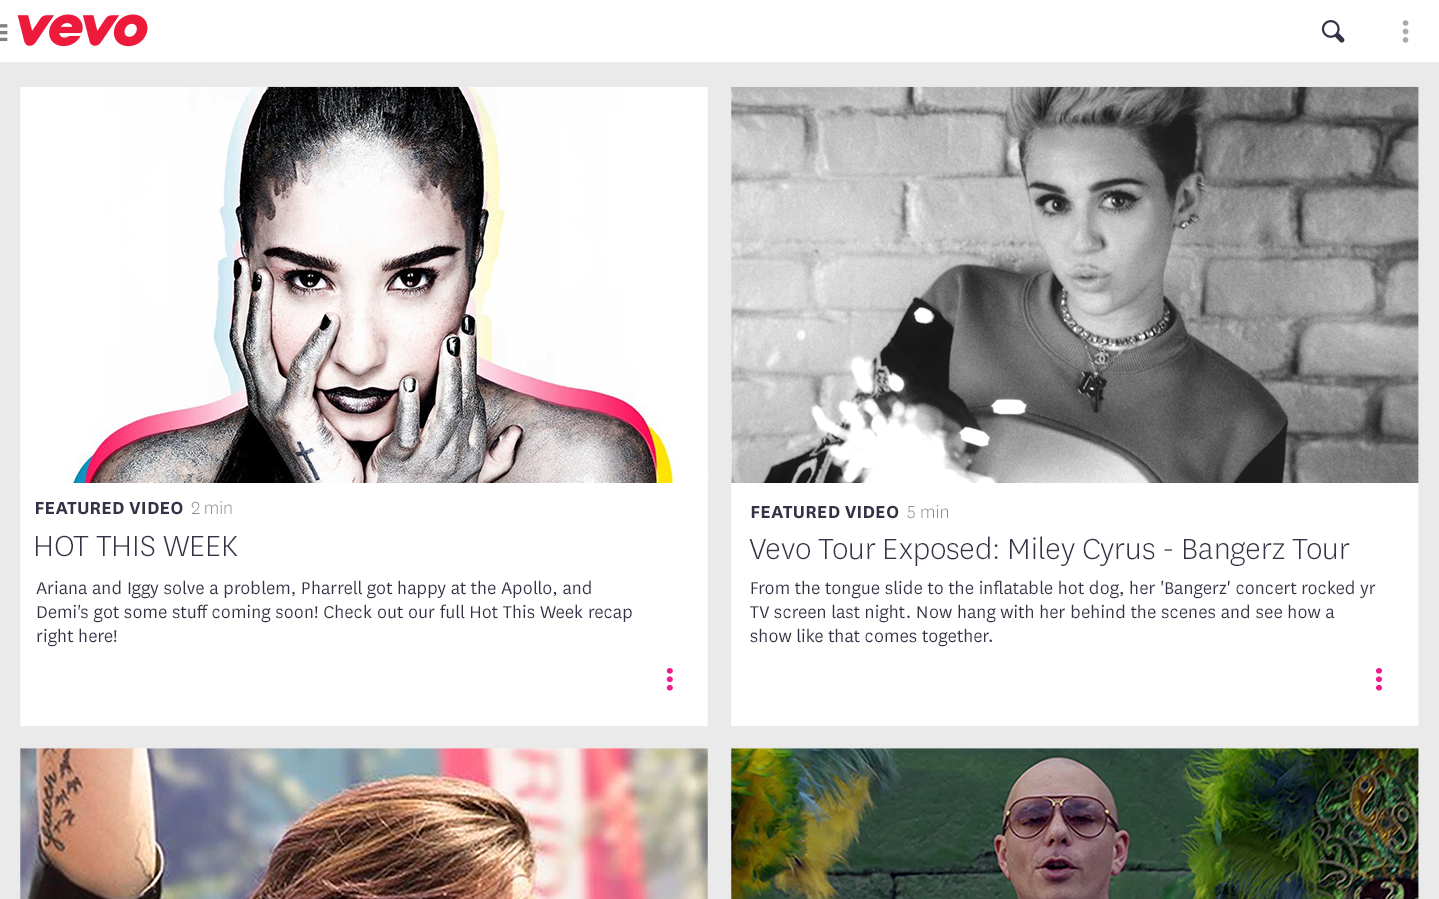 vevo
FEATURED VIDEO 2 min
HOT THIS WEEK
Ariana and Iggy solve a problem, Pharrell got happy at the Apollo, and
Demi's got some stuff coming soon! Check out our full Hot This Week recap
right here!
FEATURED VIDEO 5 min
Vevo Tour Exposed: Miley Cyrus - Bangerz Tour
From the tongue slide to the inflatable hot dog, her 'Bangerz' concert rocked yr
TV screen last night. Now hang with her behind the scenes and see how a
show like that comes together.